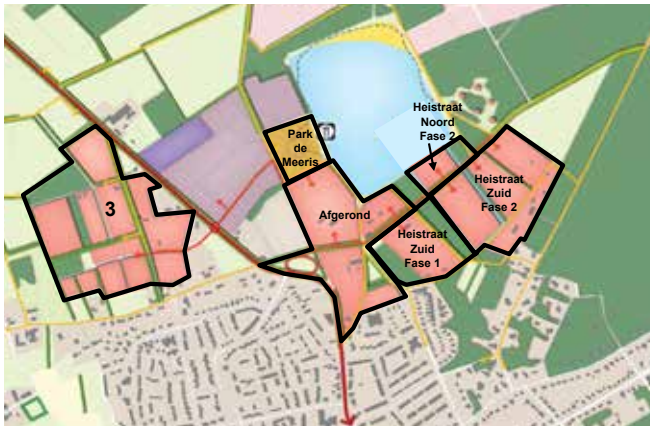 Heistraat
Noord
Fase 2
Park
de
Meeris
Heistraat
Zuid
Fase 2
3
Afgerond
Heistraat
Zuid
Fase 1